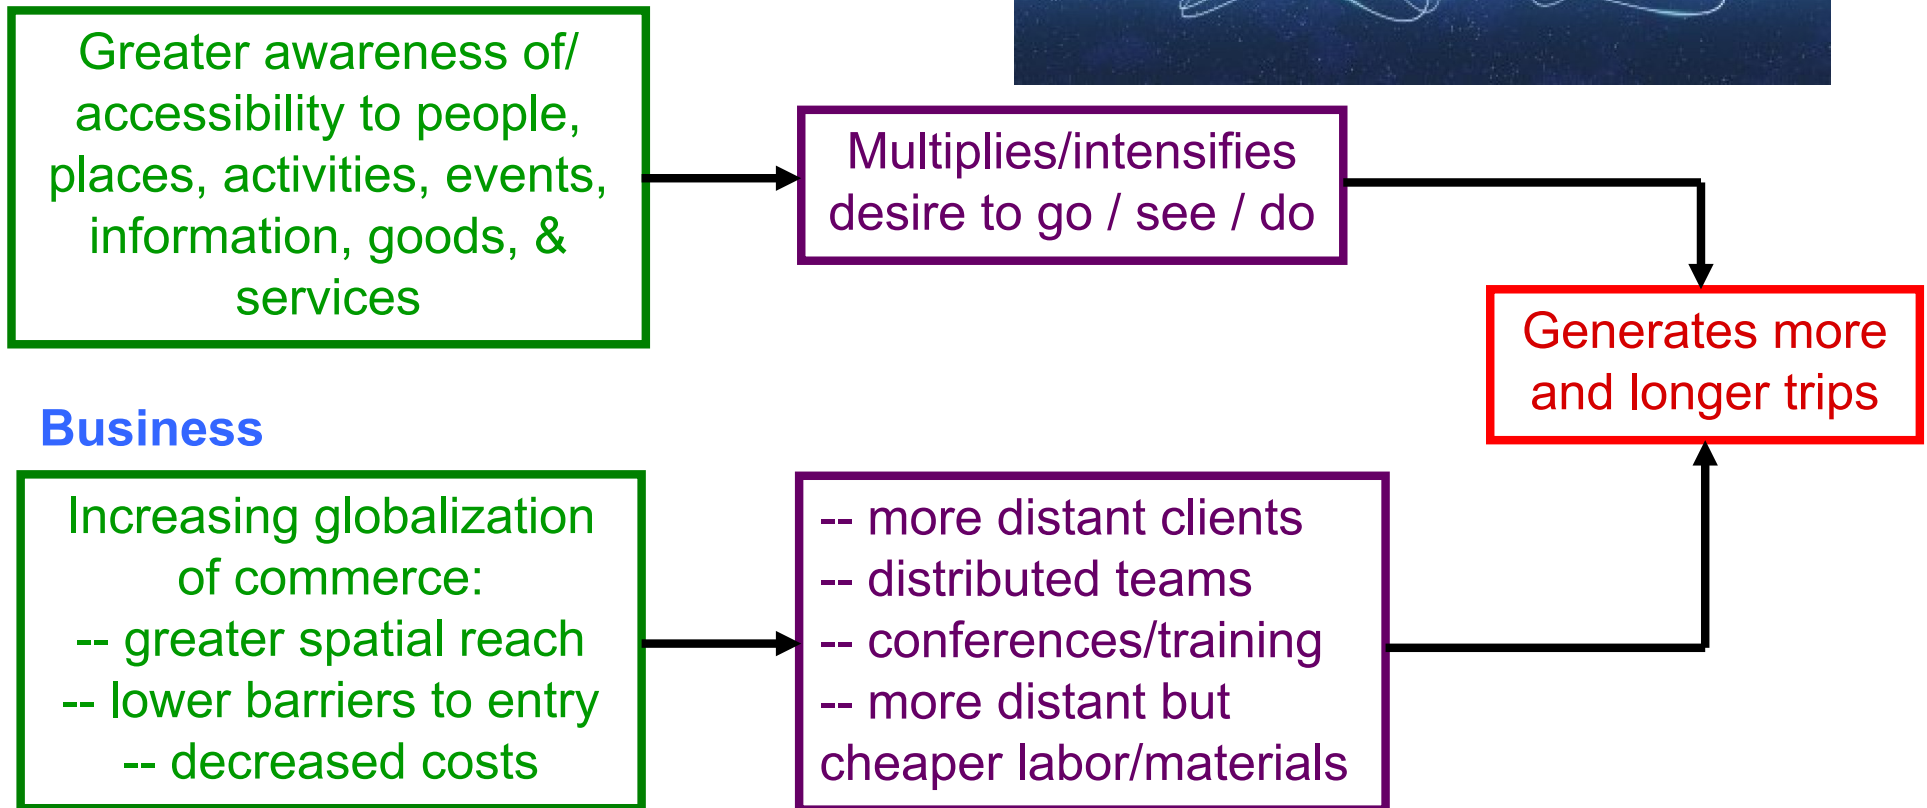 Greater awareness of/
accessibility to people,
places, activities, events,
information, goods, &
services
Multiplies/intensifies
desire to go / see / do
Generates more
and longer trips
Business
Increasing globalization
of commerce:
-- greater spatial reach
-- lower barriers to entry
-- decreased costs
-- more distant clients
-- distributed teams
-- conferences/training
-- more distant but
cheaper labor/materials